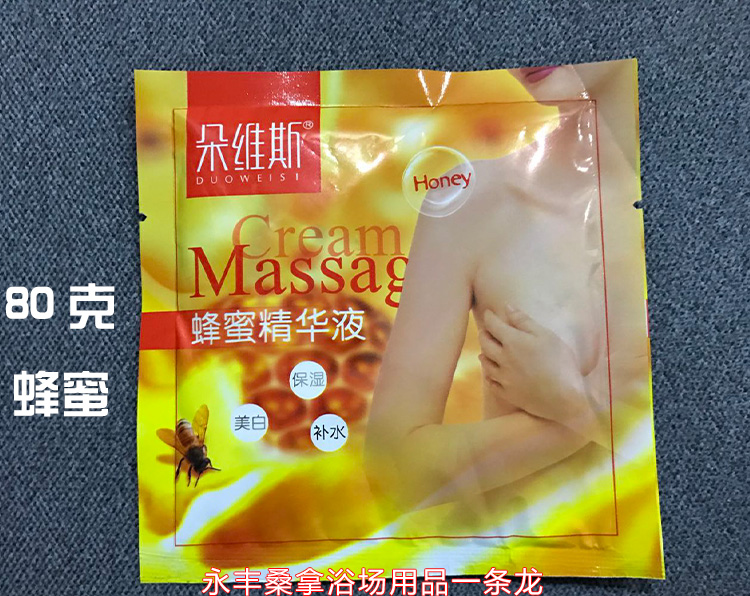 朵维斯®
DUOWEISI
Honey
Cream
Massag
蜂蜜精华液
80 克
蜂蜜
保湿
美白
补水
永丰桑拿浴场用品一条龙